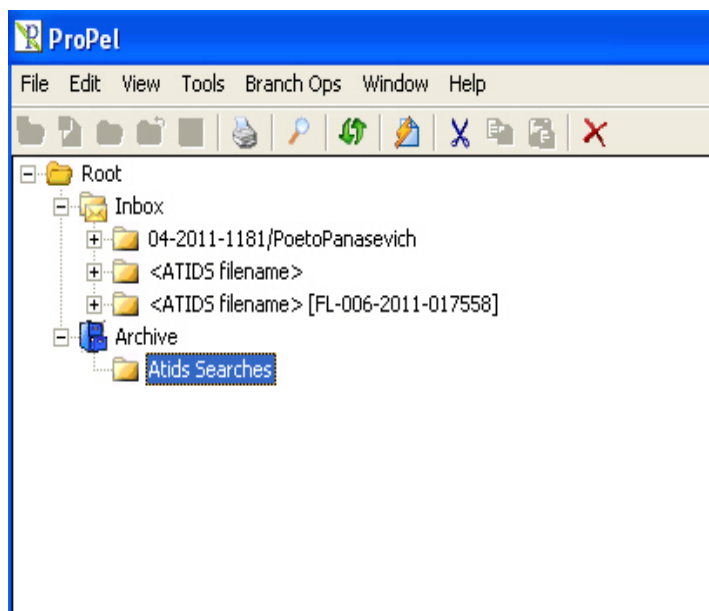 ProPel
File Edit View Tools Branch Ops Window Help
Root
Inbox
04-2011-1181/PoetoPanasevich
<ATIDS filename>
<ATIDS filename> [FL-006-2011-017558]
Archive
Atids Searches